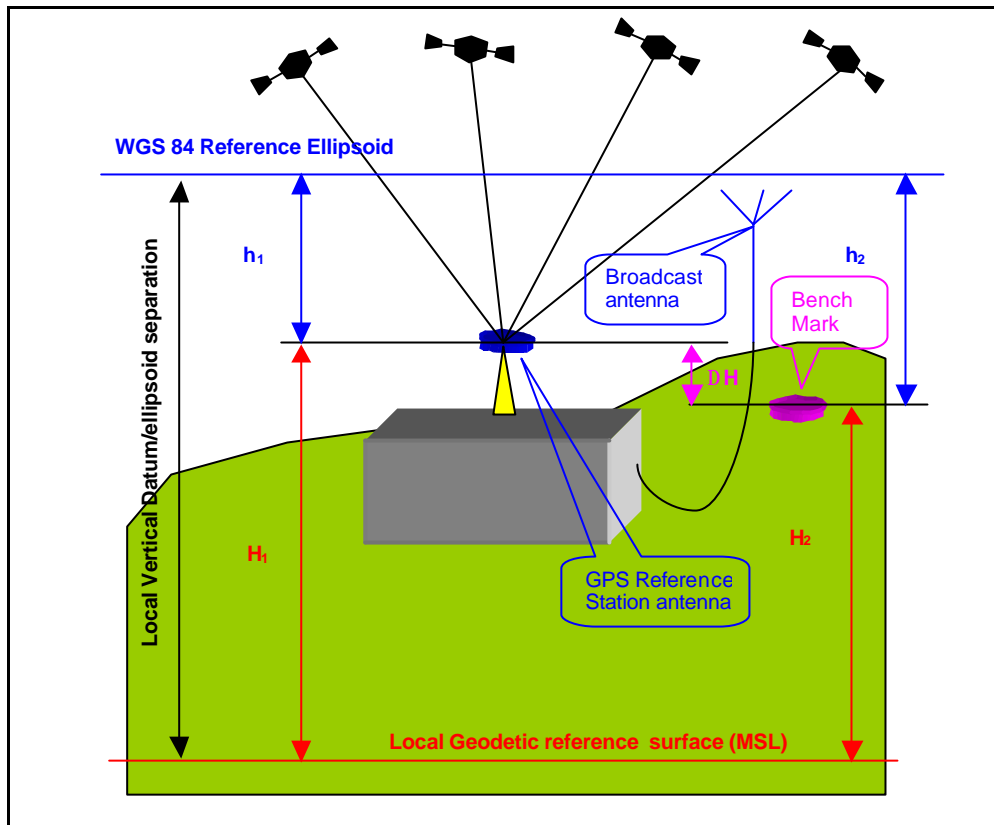 WGS 84 Reference Ellipsoid
Local Vertical Datum/ellipsoid separation
h₁
Broadcast
antenna
h₂
Bench
Mark
DH
H₁
H₂
GPS Reference
Station antenna
Local Geodetic reference surface (MSL)